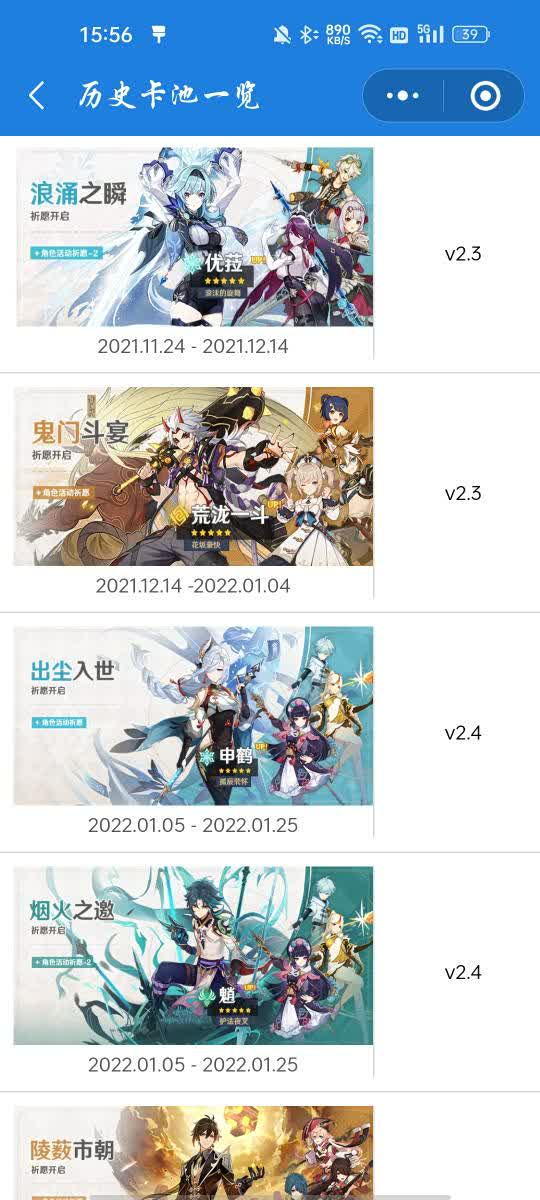 15:56
890
KB/S
HD
5G
39
历史卡池一览
浪涌之瞬
祈愿开启
角色活动祈愿-2
优菈
UP!
浪沫的旋舞
v2.3
2021.11.24 - 2021.12.14
鬼门斗宴
祈愿开启
角色活动祈愿
荒泷一斗
UP!
花坂豪快
v2.3
2021.12.14 -2022.01.04
出尘入世
祈愿开启
角色活动祈愿
申鹤
UP!
孤辰茕怀
v2.4
2022.01.05 - 2022.01.25
烟火之邀
祈愿开启
角色活动祈愿-2
魈
UP!
护法夜叉
v2.4
2022.01.05 - 2022.01.25
陵薮市朝
祈愿开启